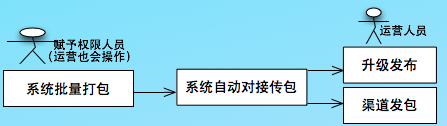 赋予权限人员
(运营也会操作)
运营人员
系统批量打包
系统自动对接传包
升级发布
渠道发包